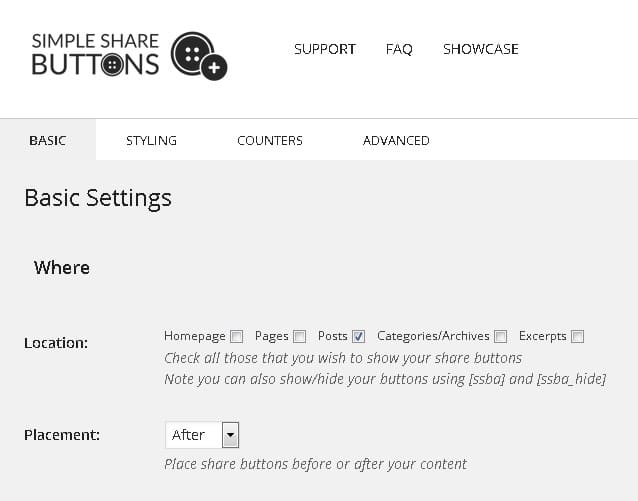 SIMPLE SHARE
BUTTONS
SUPPORT FAQ SHOWCASE
BASIC STYLING COUNTERS ADVANCED
Basic Settings
Where
Location: Homepage Pages Posts Categories/Archives Excerpts
Check all those that you wish to show your share buttons
Note you can also show/hide your buttons using [ssba] and [ssba_hide]
Placement: After
Place share buttons before or after your content